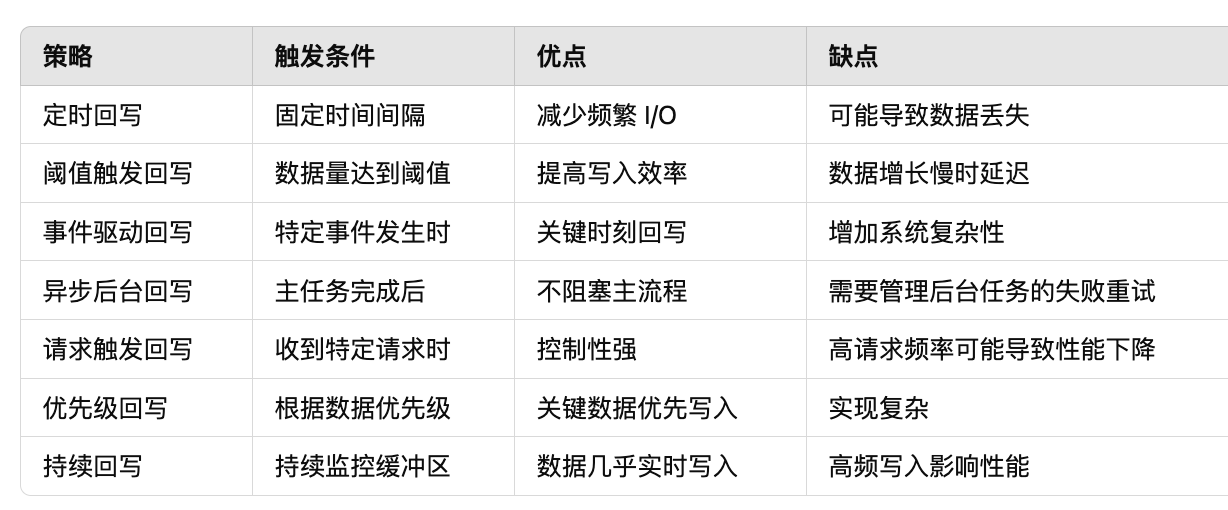 策略 触发条件 优点 缺点
定时回写 固定时间间隔 减少频繁 I/O 可能导致数据丢失
阈值触发回写 数据量达到阈值 提高写入效率 数据增长慢时延迟
事件驱动回写 特定事件发生时 关键时刻回写 增加系统复杂性
异步后台回写 主任务完成后 不阻塞主流程 需要管理后台任务的失败重试
请求触发回写 收到特定请求时 控制性强 高请求频率可能导致性能下降
优先级回写 根据数据优先级 关键数据优先写入 实现复杂
持续回写 持续监控缓冲区 数据几乎实时写入 高频写入影响性能